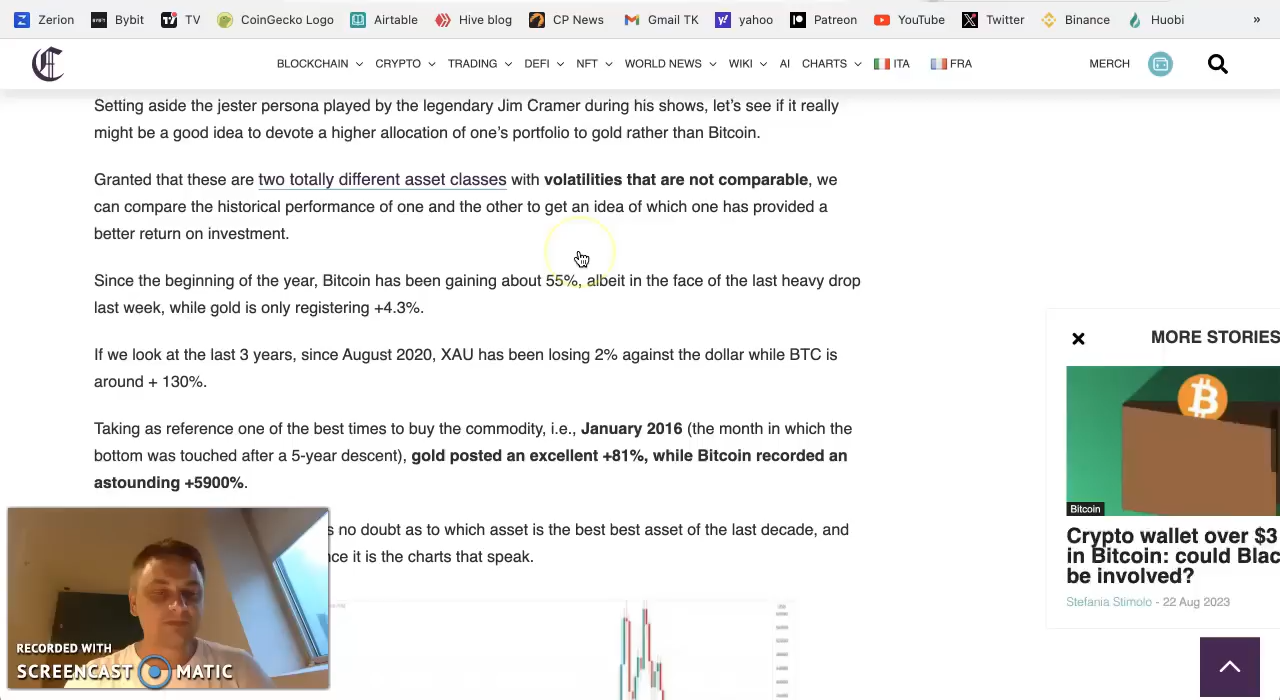 Zerion Bybit TV CoinGecko Logo Airtable Hive blog CP News Gmail TK yahoo Patreon YouTube Twitter Binance Huobi »
BLOCKCHAIN CRYPTO TRADING DEFI NFT WORLD NEWS WIKI AI CHARTS ITA FRA MERCH
Setting aside the jester persona played by the legendary Jim Cramer during his shows, let's see if it really
might be a good idea to devote a higher allocation of one's portfolio to gold rather than Bitcoin.
Granted that these are two totally different asset classes with volatilities that are not comparable, we
can compare the historical performance of one and the other to get an idea of which one has provided a
better return on investment.
Since the beginning of the year, Bitcoin has been gaining about 55%, albeit in the face of the last heavy drop
last week, while gold is only registering +4.3%.
If we look at the last 3 years, since August 2020, XAU has been losing 2% against the dollar while BTC is
around + 130%.
Taking as reference one of the best times to buy the commodity, i.e., January 2016 (the month in which the
bottom was touched after a 5-year descent), gold posted an excellent +81%, while Bitcoin recorded an
astounding +5900%.
s no doubt as to which asset is the best best asset of the last decade, and
nce it is the charts that speak.
MORE STORIES
Bitcoin
Crypto wallet over $3
in Bitcoin: could Blac
be involved?
Stefania Stimolo - 22 Aug 2023
RECORDED WITH
SCREENCAST MATIC